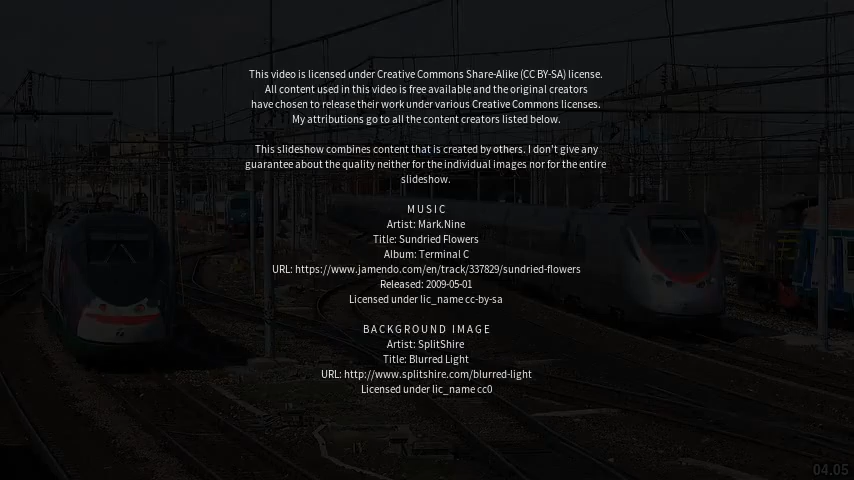 This video is licensed under Creative Commons Share-Alike (CC BY-SA) license.
All content used in this video is free available and the original creators
have chosen to release their work under various Creative Commons licenses.
My attributions go to all the content creators listed below.
This slideshow combines content that is created by others. I don't give any
guarantee about the quality neither for the individual images nor for the entire
slideshow.
MUSIC
Artist: Mark.Nine
Title: Sundried Flowers
Album: Terminal C
URL: https://www.jamendo.com/en/track/337829/sundried-flowers
Released: 2009-05-01
Licensed under lic_name cc-by-sa
BACKGROUND IMAGE
Artist: SplitShire
Title: Blurred Light
URL: http://www.splitshire.com/blurred-light
Licensed under lic_name cc0
04.05